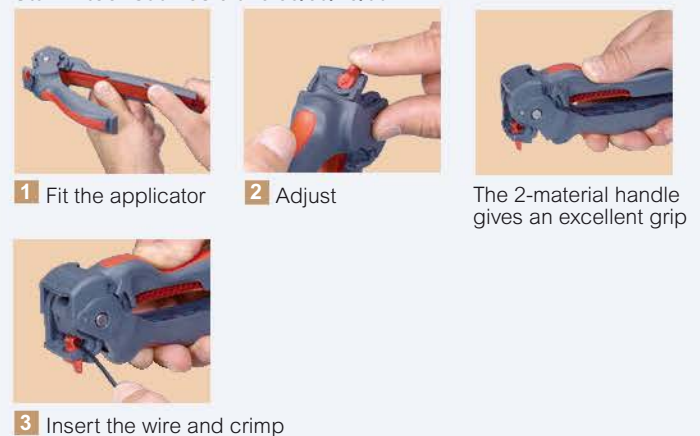 1 Fit the applicator
2 Adjust
The 2-material handle
gives an excellent grip
3 Insert the wire and crimp